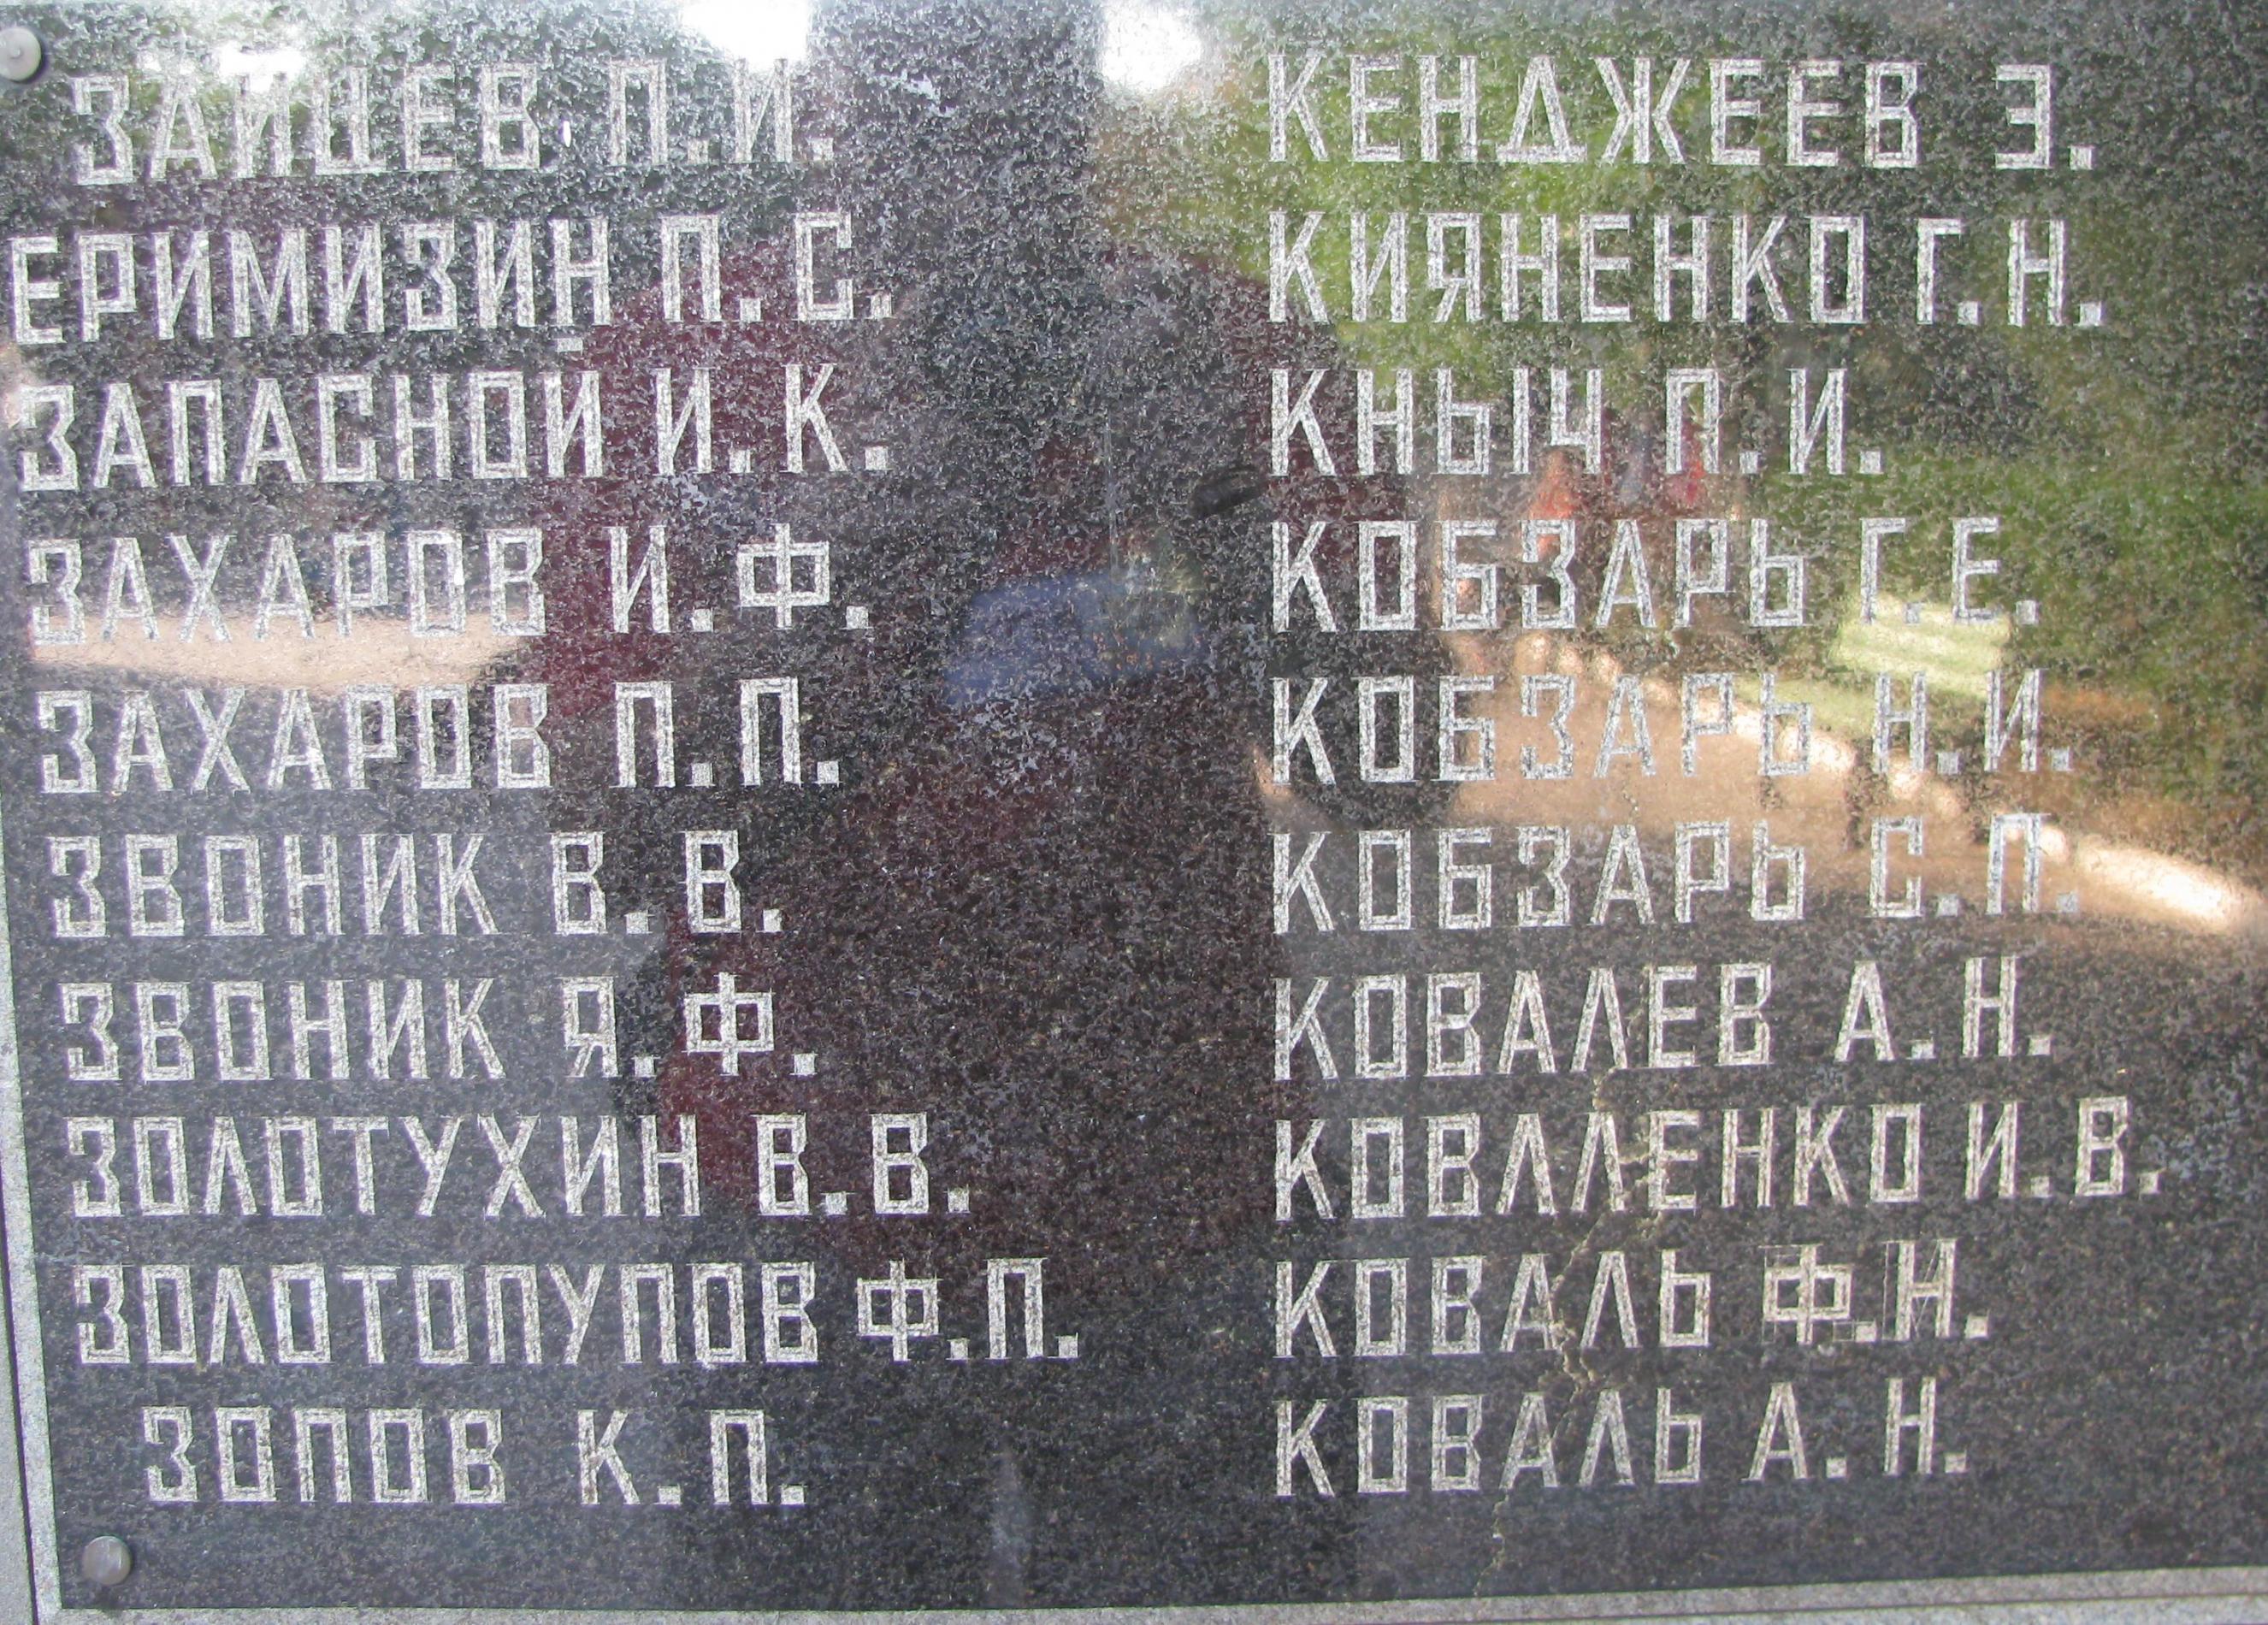 ЗАЙЦЕВ П.И.
ЕРИМИЗИН П.С.
ЗАПАСНОЙ И.К.
ЗАХАРОВ И.Ф.
ЗАХАРОВ П.П.
ЗВОНИК В.В.
ЗВОНИК Я.Ф.
ЗОЛОТУХИН В.В.
ЗОЛОТОПУПОВ Ф.П.
ЗОПОВ К.П.
КЕНДЖЕЕВ Э.
КИЯНЕНКО Г.Н.
КНЫЧ П.И.
КОБЗАРЬ Г.Е.
КОБЗАРЬ Н.И.
КОБЗАРЬ С.П.
КОВАЛЕВ А.Н.
КОВАЛЕНКО И.В.
КОВАЛЬ Ф.Н.
КОВАЛЬ А.Н.